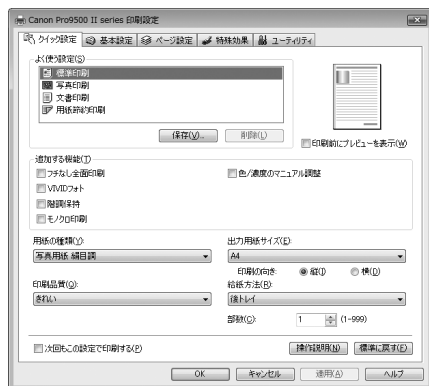 Canon Pro9500 II series 印刷設定
クイック設定 基本設定 ページ設定 特殊効果 ユーティリティ
よく使う設定(S)
標準印刷
写真印刷
文書印刷
用紙節約印刷
保存(V)... 削除(L)
印刷前にプレビューを表示(W)
追加する機能(T)
フチなし全面印刷 色/濃度のマニュアル調整
VIVIDフォト
階調保持
モノクロ印刷
用紙の種類(Y): 出力用紙サイズ(E):
写真用紙 絹目調 A4
印刷の向き: 縦(I) 横(D)
印刷品質(Q): 給紙方法(R):
きれい 後トレイ
部数(C): 1 (1-999)
次回もこの設定で印刷する(P) 操作説明(N) 標準に戻す(F)
OK キャンセル 適用(A) ヘルプ